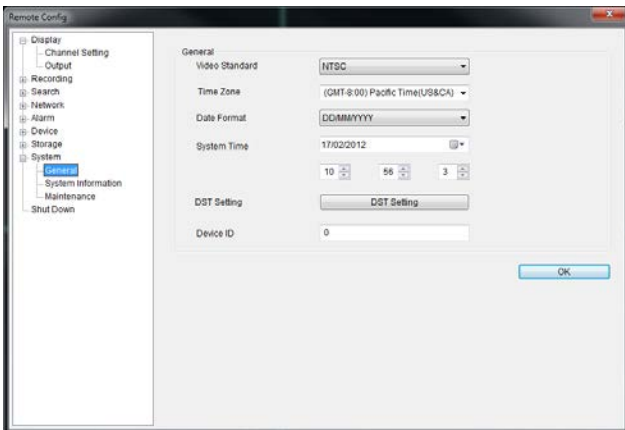 Remote Config
Display
Channel Setting
Output
Recording
Search
Network
Alarm
Device
Storage
System
General
System Information
Maintenance
Shut Down
General
Video Standard NTSC
Time Zone (GMT-8:00) Pacific Time(US&CA)
Date Format DD/MM/YYYY
System Time 17/02/2012
10 56 3
DST Setting DST Setting
Device ID 0
OK